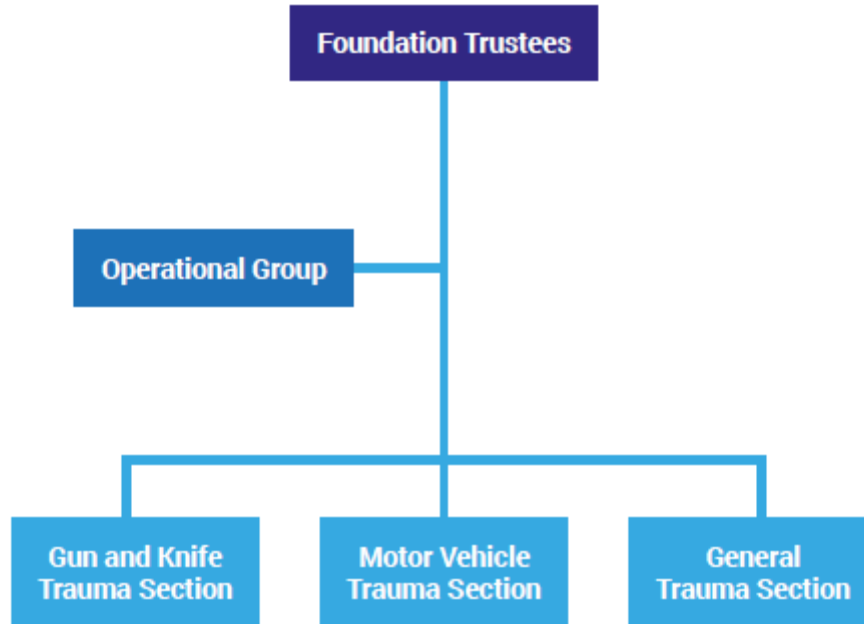 Foundation Trustees
Operational Group
Gun and Knife
Trauma Section
Motor Vehicle
Trauma Section
General
Trauma Section